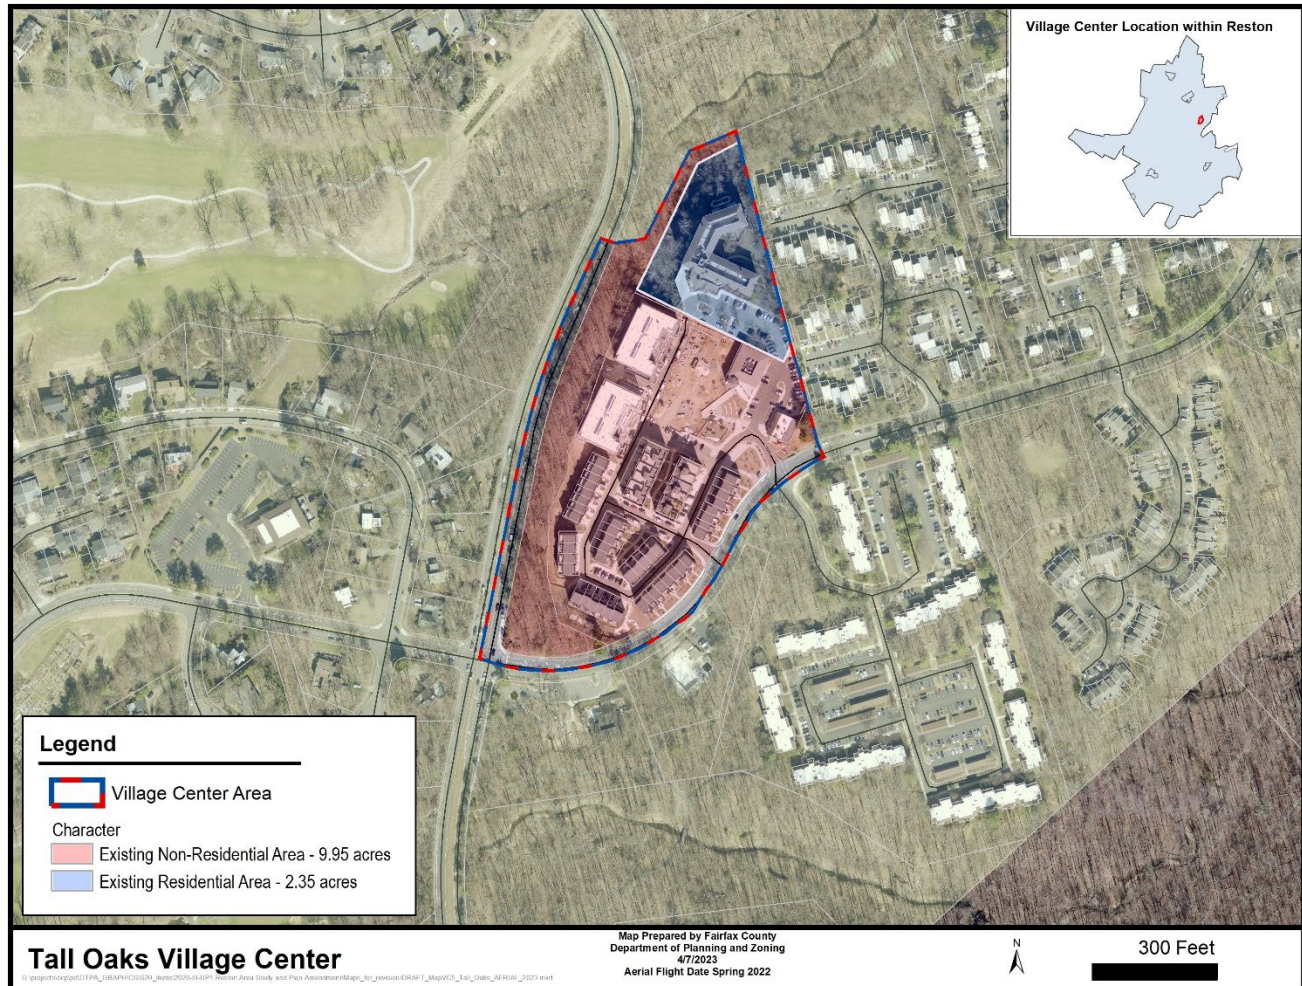 Village Center Location within Reston
Legend
Village Center Area
Character
Existing Non-Residential Area - 9.95 acres
Existing Residential Area - 2.35 acres
Tall Oaks Village Center
Map Prepared by Fairfax County
Department of Planning and Zoning
4/7/2023
Aerial Flight Date Spring 2022
N
300 Feet